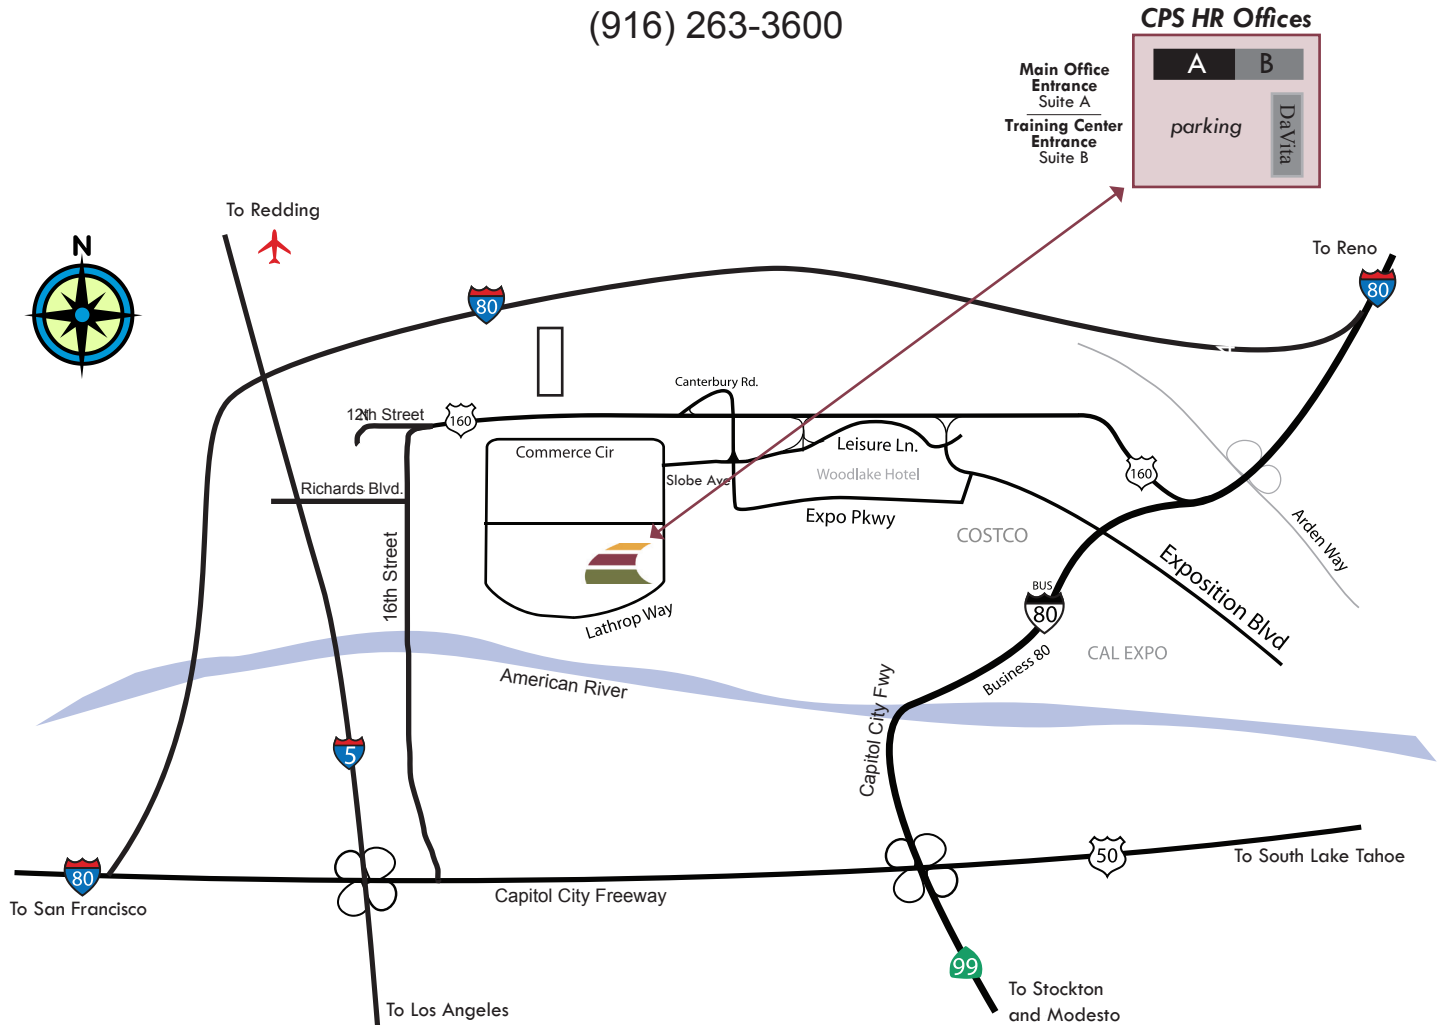 (916) 263-3600
CPS HR Offices
A
B
Main Office
Entrance
Suite A
Training Center
Entrance
Suite B
parking
DaVita
To Redding
N
To Reno
80
80
Canterbury Rd.
12th Street
160
Commerce Cir
Leisure Ln.
Slobe Ave
Woodlake Hotel
160
Richards Blvd.
Expo Pkwy
COSTCO
Arden Way
16th Street
Exposition Blvd
BUS
80
Lathrop Way
CAL EXPO
Business 80
American River
Capitol City Fwy
5
50
To South Lake Tahoe
80
Capitol City Freeway
To San Francisco
99
To Stockton
and Modesto
To Los Angeles